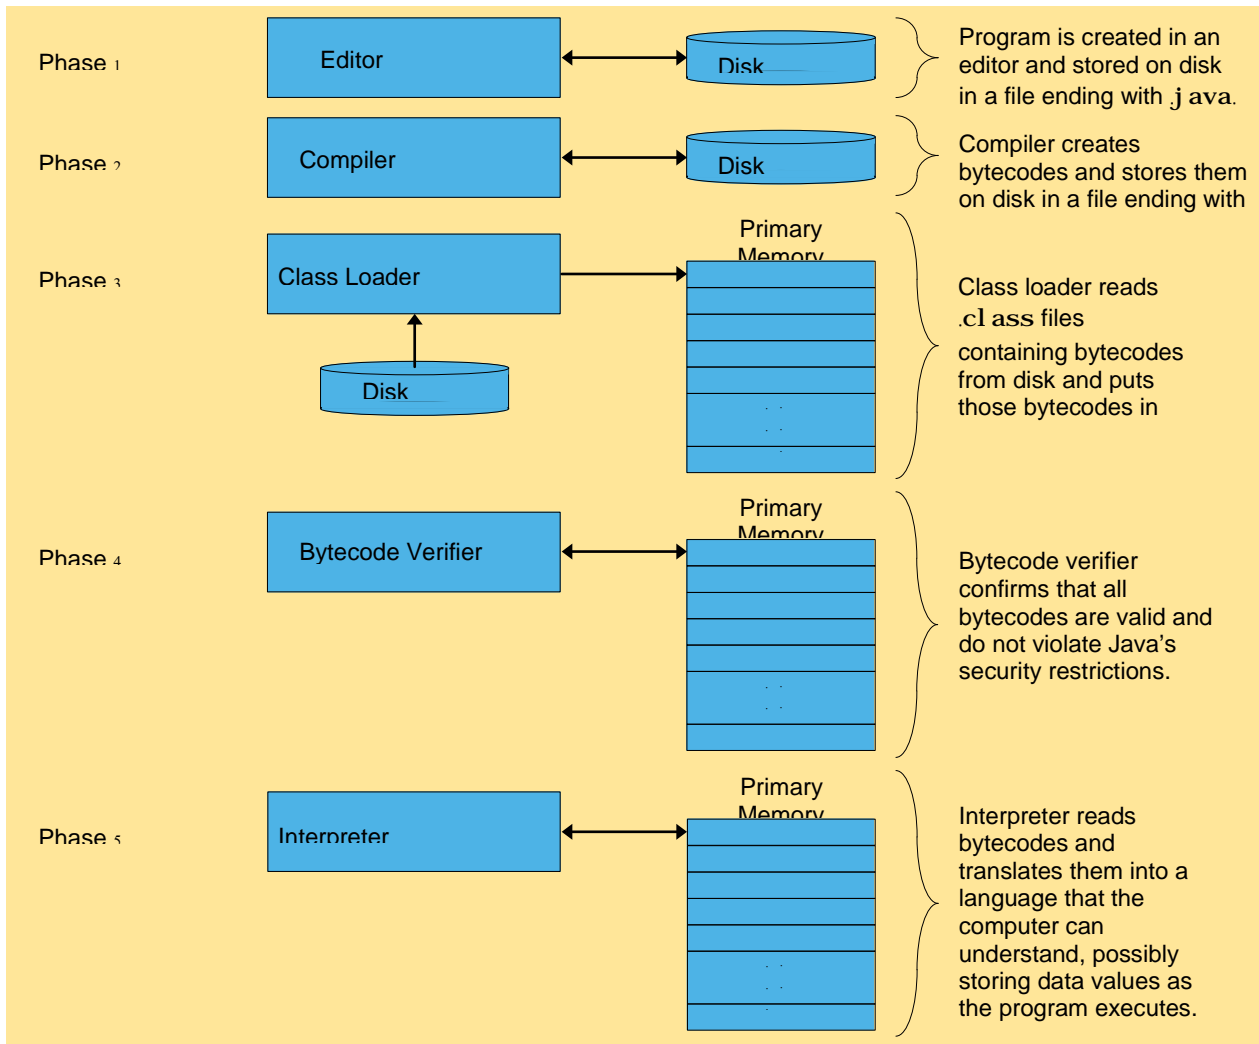 Phase 1
Editor
Disk
Program is created in an
editor and stored on disk
in a file ending with .java.
Phase 2
Compiler
Disk
Compiler creates
bytecodes and stores them
on disk in a file ending with
Phase 3
Class Loader
Disk
Primary
Memory
Class loader reads
.class files
containing bytecodes
from disk and puts
those bytecodes in
Phase 4
Bytecode Verifier
Primary
Memory
Bytecode verifier
confirms that all
bytecodes are valid and
do not violate Java’s
security restrictions.
Phase 5
Interpreter
Primary
Memory
Interpreter reads
bytecodes and
translates them into a
language that the
computer can
understand, possibly
storing data values as
the program executes.